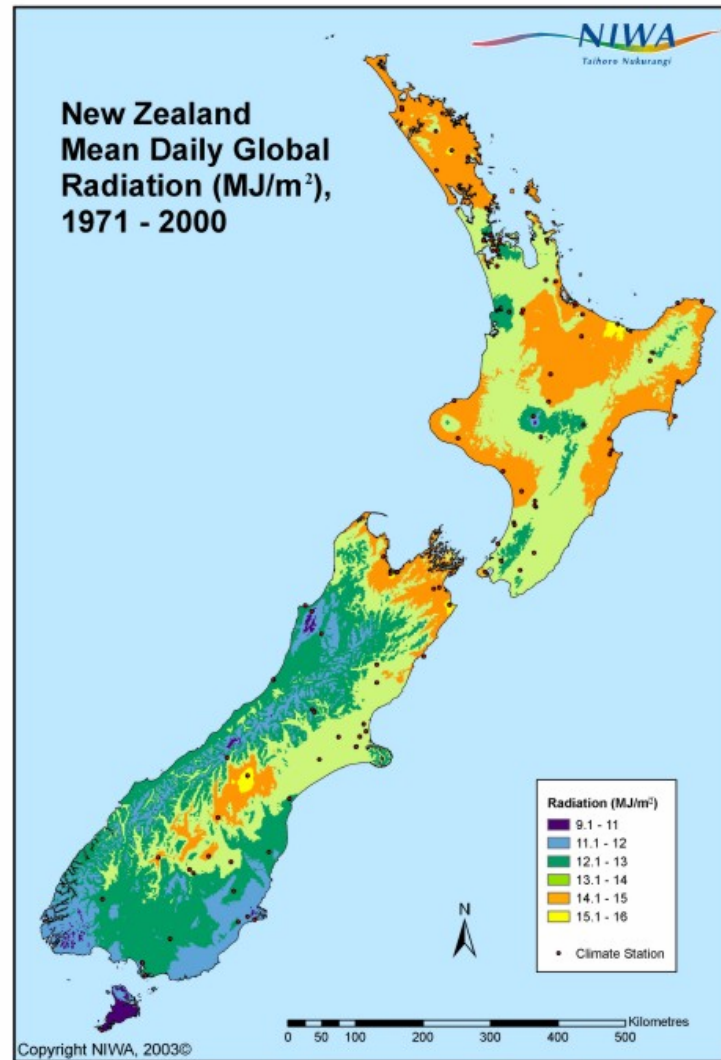 NIWA
Taihoro Nukurangi
New Zealand
Mean Daily Global
Radiation (MJ/m²),
1971 - 2000
Radiation (MJ/m²)
9.1 - 11
11.1 - 12
12.1 - 13
13.1 - 14
14.1 - 15
15.1 - 16
Climate Station
N
Kilometres
0 50 100 200 300 400 500
Copyright NIWA, 2003©